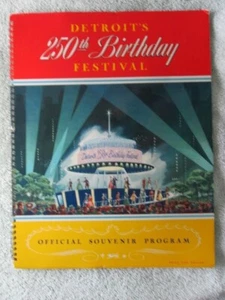 DETROIT'S
250th Birthday
FESTIVAL
OFFICIAL SOUVENIR PROGRAM